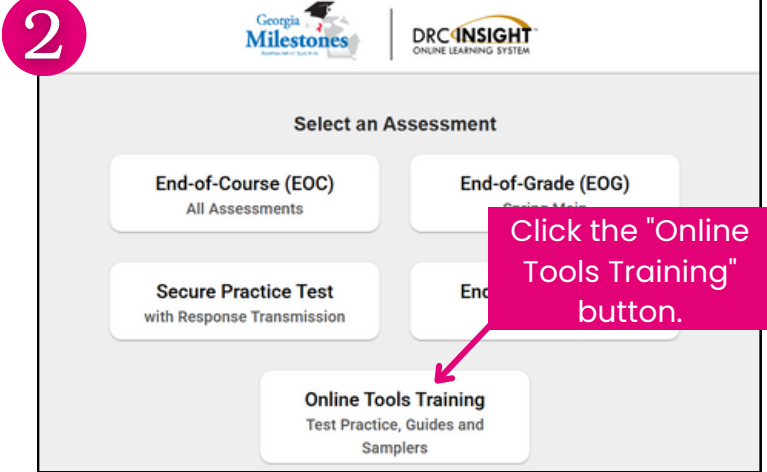 2
Georgia
Milestones
DRC INSIGHT
ONLINE LEARNING SYSTEM
Select an Assessment
End-of-Course (EOC)
All Assessments
End-of-Grade (EOG)
Click the "Online
Tools Training"
button.
Secure Practice Test
with Response Transmission
Online Tools Training
Test Practice, Guides and
Samplers